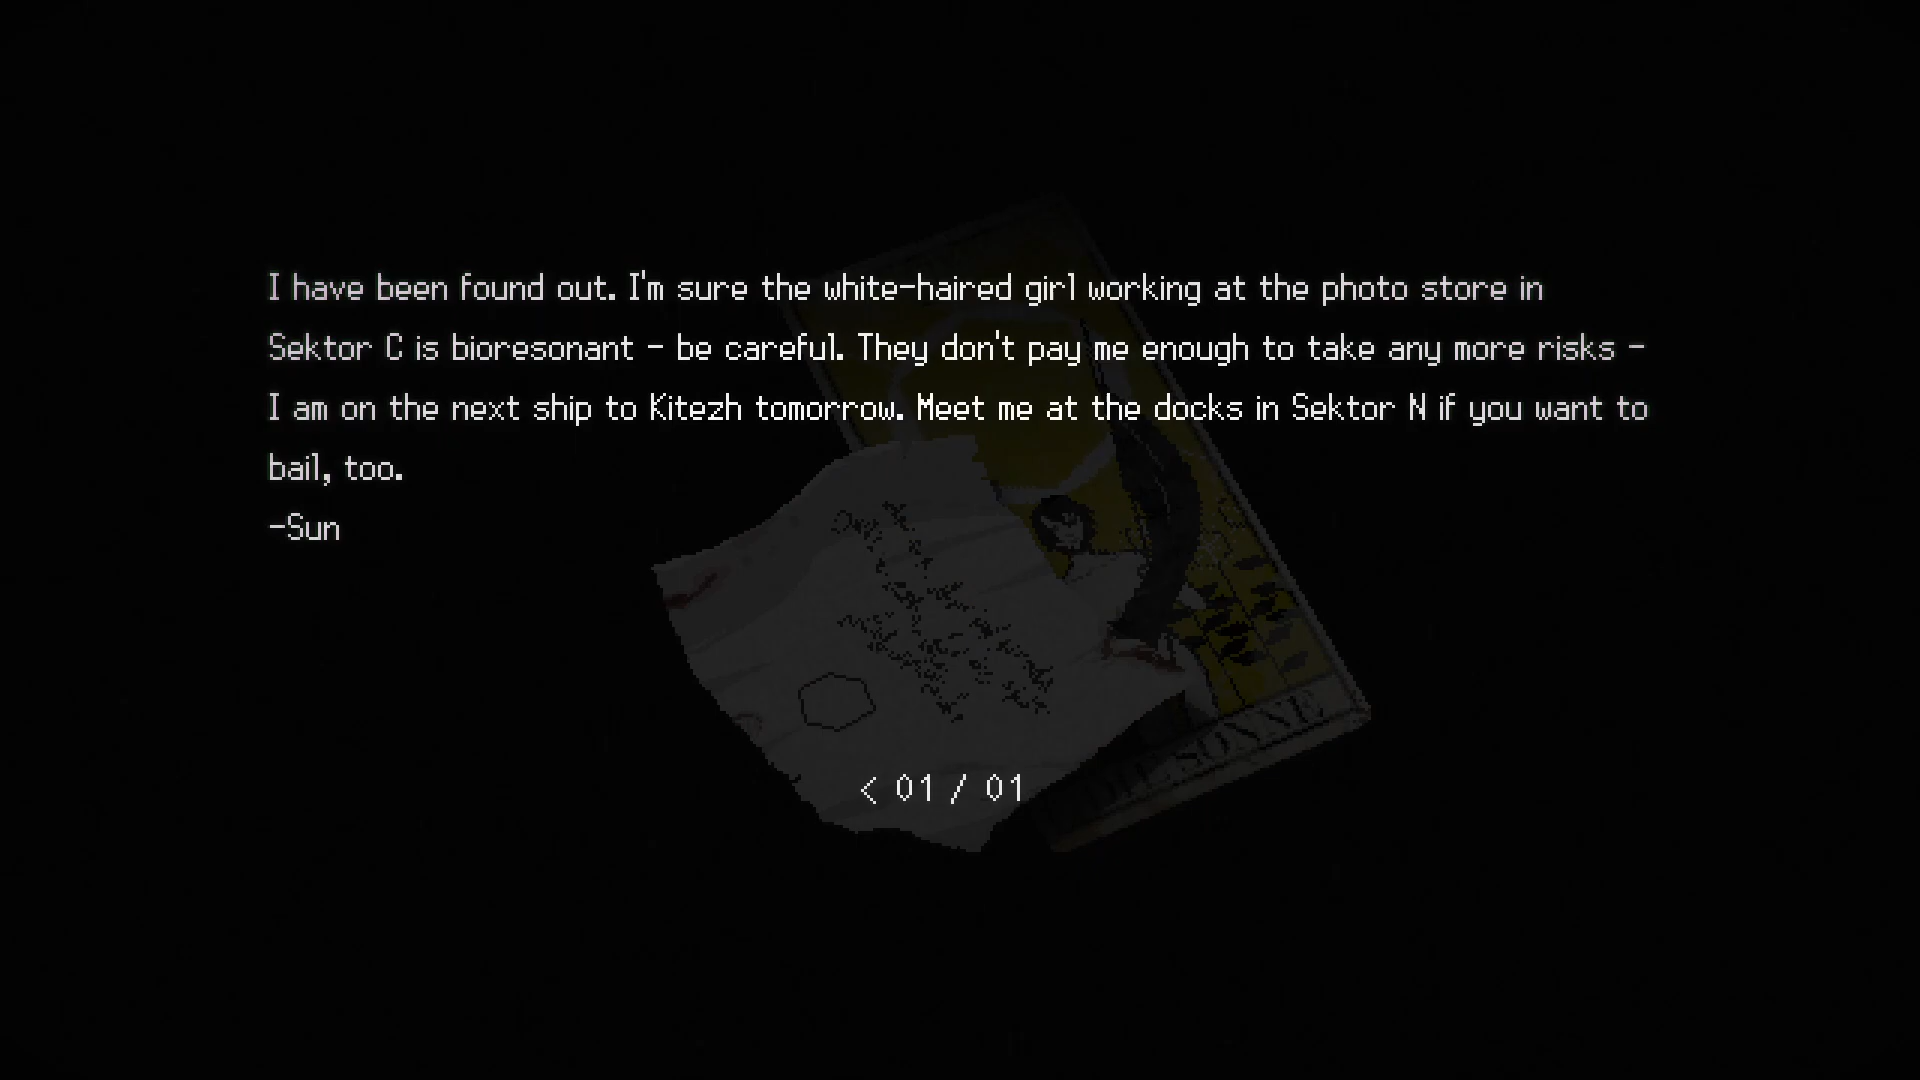 I have been found out. I'm sure the white-haired girl working at the photo store in
Sektor C is bioresonant - be careful. They don't pay me enough to take any more risks -
I am on the next ship to Kitezh tomorrow. Meet me at the docks in Sektor N if you want to
bail, too.
-Sun
SONNE
< 01 / 01